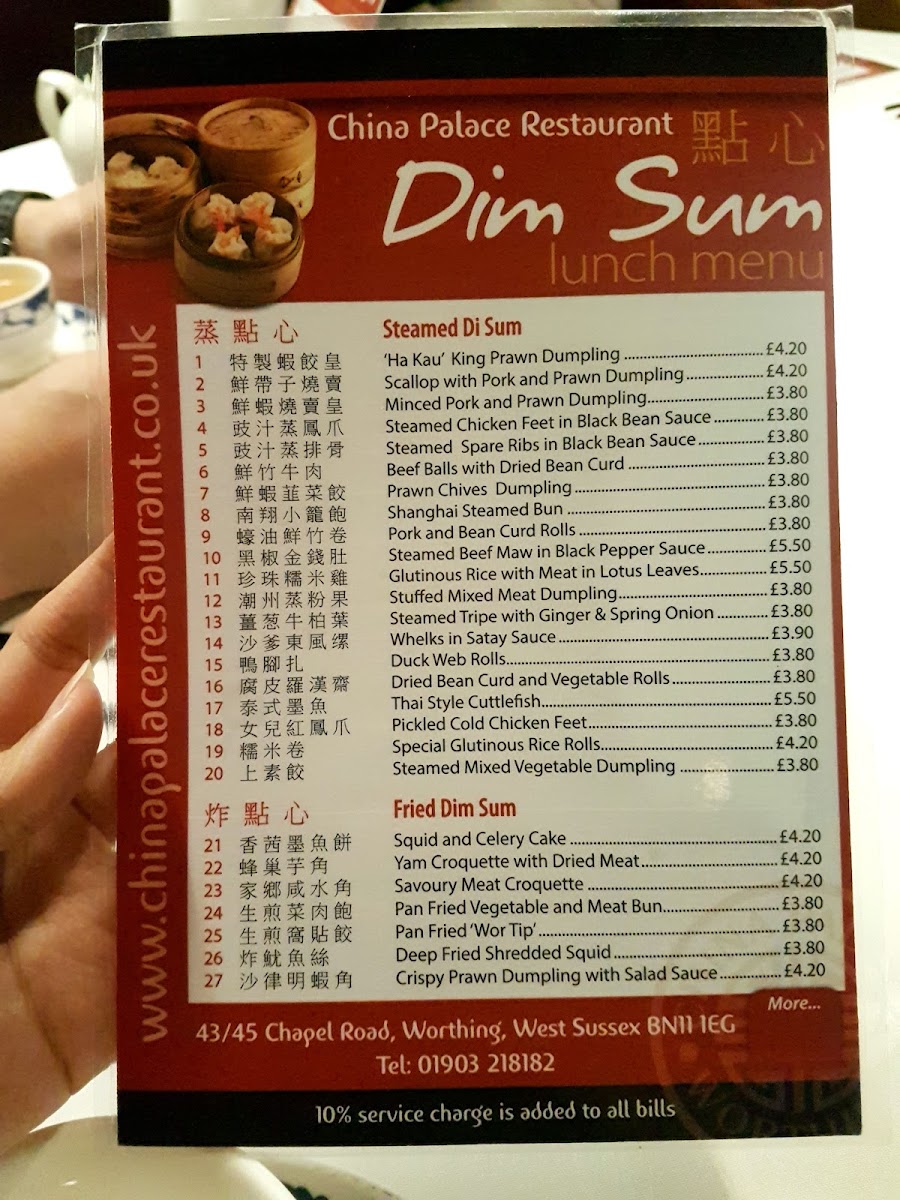 China Palace Restaurant 點心
Dim Sum
lunch menu
www.chinapalacerestaurant.co.uk
蒸點心 Steamed Di Sum
1 特製蝦餃皇 'Ha Kau' King Prawn Dumpling £4.20
2 鮮帶子燒賣 Scallop with Pork and Prawn Dumpling £4.20
3 鮮蝦燒賣皇 Minced Pork and Prawn Dumpling £3.80
4 豉汁蒸鳳爪 Steamed Chicken Feet in Black Bean Sauce £3.80
5 豉汁蒸排骨 Steamed Spare Ribs in Black Bean Sauce £3.80
6 鮮竹牛肉 Beef Balls with Dried Bean Curd £3.80
7 鮮蝦韮菜餃 Prawn Chives Dumpling £3.80
8 南翔小籠飽 Shanghai Steamed Bun £3.80
9 蠔油鮮竹卷 Pork and Bean Curd Rolls £3.80
10 黑椒金錢肚 Steamed Beef Maw in Black Pepper Sauce £5.50
11 珍珠糯米雞 Glutinous Rice with Meat in Lotus Leaves £5.50
12 潮州蒸粉果 Stuffed Mixed Meat Dumpling £3.80
13 薑葱牛柏葉 Steamed Tripe with Ginger & Spring Onion £3.80
14 沙爹東風缧 Whelks in Satay Sauce £3.90
15 鴨腳扎 Duck Web Rolls £3.80
16 腐皮羅漢齋 Dried Bean Curd and Vegetable Rolls £3.80
17 泰式墨魚 Thai Style Cuttlefish £5.50
18 女兒紅鳳爪 Pickled Cold Chicken Feet £3.80
19 糯米卷 Special Glutinous Rice Rolls £4.20
20 上素餃 Steamed Mixed Vegetable Dumpling £3.80
炸點心 Fried Dim Sum
21 香茜墨魚餅 Squid and Celery Cake £4.20
22 蜂巢芋角 Yam Croquette with Dried Meat £4.20
23 家鄉咸水角 Savoury Meat Croquette £4.20
24 生煎菜肉飽 Pan Fried Vegetable and Meat Bun £3.80
25 生煎窩貼餃 Pan Fried 'Wor Tip' £3.80
26 炸魷魚絲 Deep Fried Shredded Squid £3.80
27 沙律明蝦角 Crispy Prawn Dumpling with Salad Sauce £4.20
More...
43/45 Chapel Road, Worthing, West Sussex BN11 1EG
Tel: 01903 218182
10% service charge is added to all bills